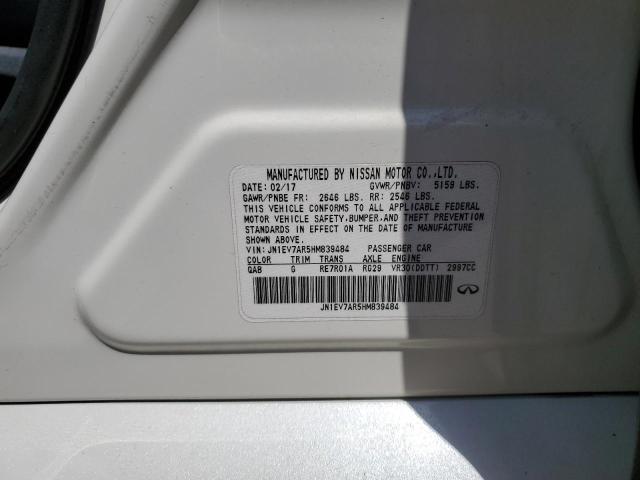 MANUFACTURED BY NISSAN MOTOR CO.,LTD.
DATE: 02/17 GVWR/PNBV: 5159 LBS.
GAWR/PNBE FR: 2646 LBS. RR: 2546 LBS.
THIS VEHICLE CONFORMS TO ALL APPLICABLE FEDERAL
MOTOR VEHICLE SAFETY,BUMPER,AND THEFT PREVENTION
STANDARDS IN EFFECT ON THE DATE OF MANUFACTURE
SHOWN ABOVE.
VIN: JN1EV7AR5HM839484 PASSENGER CAR
COLOR TRIM TRANS AXLE ENGINE
QAB G RE7R01A RG29 VR30(DDTT) 2997CC
JN1EV7AR5HM839484